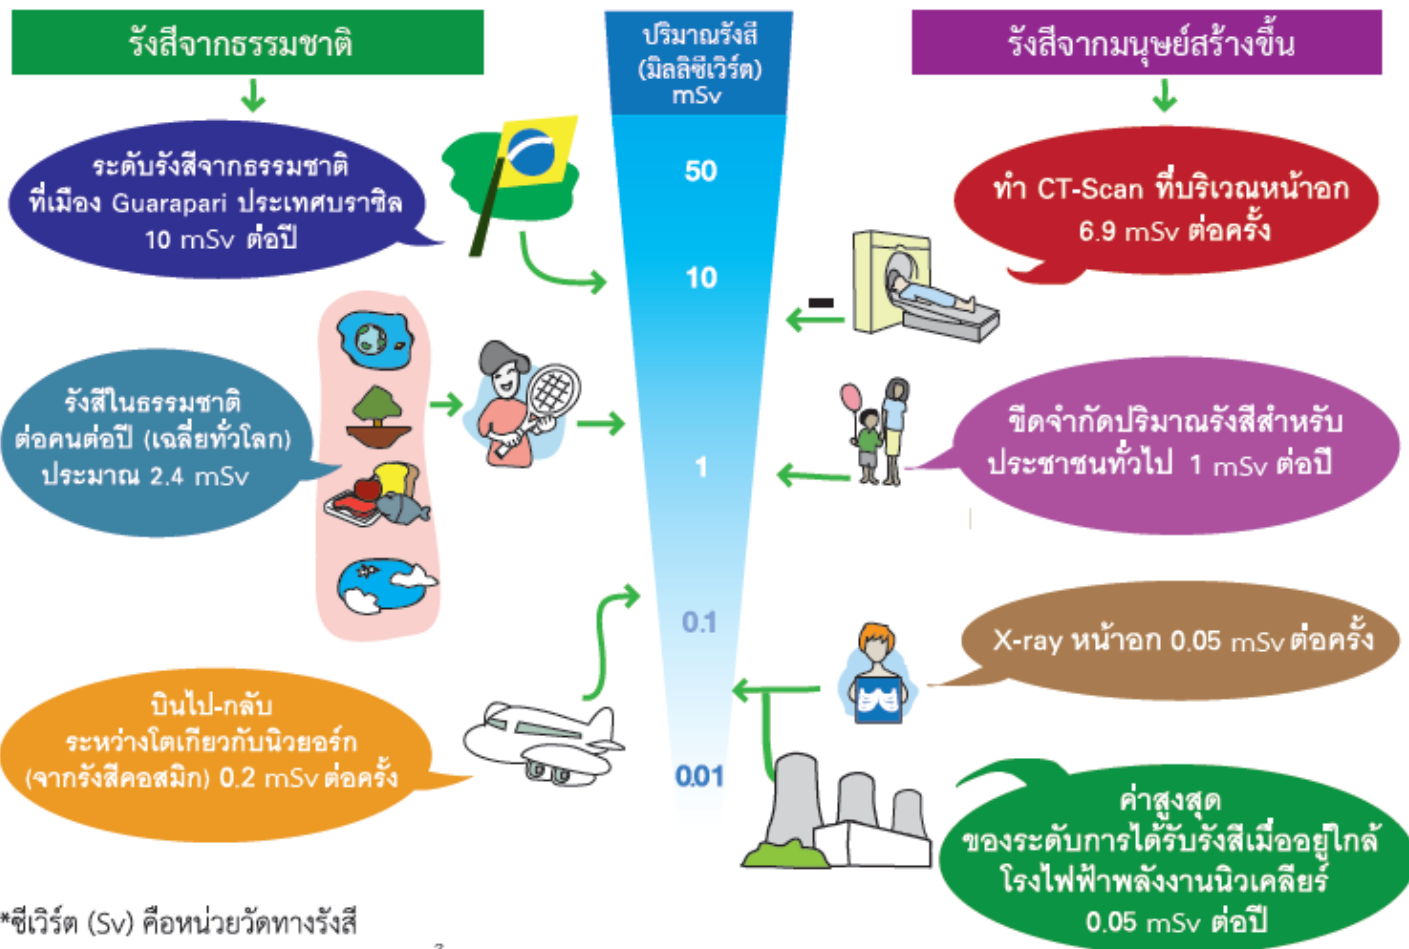 รังสีจากธรรมชาติ
ระดับรังสีจากธรรมชาติ
ที่เมือง Guarapari ประเทศบราซิล
10 mSv ต่อปี
รังสีในธรรมชาติ
ต่อคนต่อปี (เฉลี่ยทั่วโลก)
ประมาณ 2.4 mSv
บินไป-กลับ
ระหว่างโตเกียวกับนิวยอร์ก
(จากรังสีคอสมิก) 0.2 mSv ต่อครั้ง
ปริมาณรังสี
(มิลลิซีเวิร์ต)
mSv
50
10
1
0.1
0.01
รังสีจากมนุษย์สร้างขึ้น
ทำ CT-Scan ที่บริเวณหน้าอก
6.9 mSv ต่อครั้ง
ขีดจำกัดปริมาณรังสีสำหรับ
ประชาชนทั่วไป 1 mSv ต่อปี
X-ray หน้าอก 0.05 mSv ต่อครั้ง
ค่าสูงสุด
ของระดับการได้รับรังสีเมื่ออยู่ใกล้
โรงไฟฟ้าพลังงานนิวเคลียร์
0.05 mSv ต่อปี
*ซีเวิร์ต (Sv) คือหน่วยวัดทางรังสี